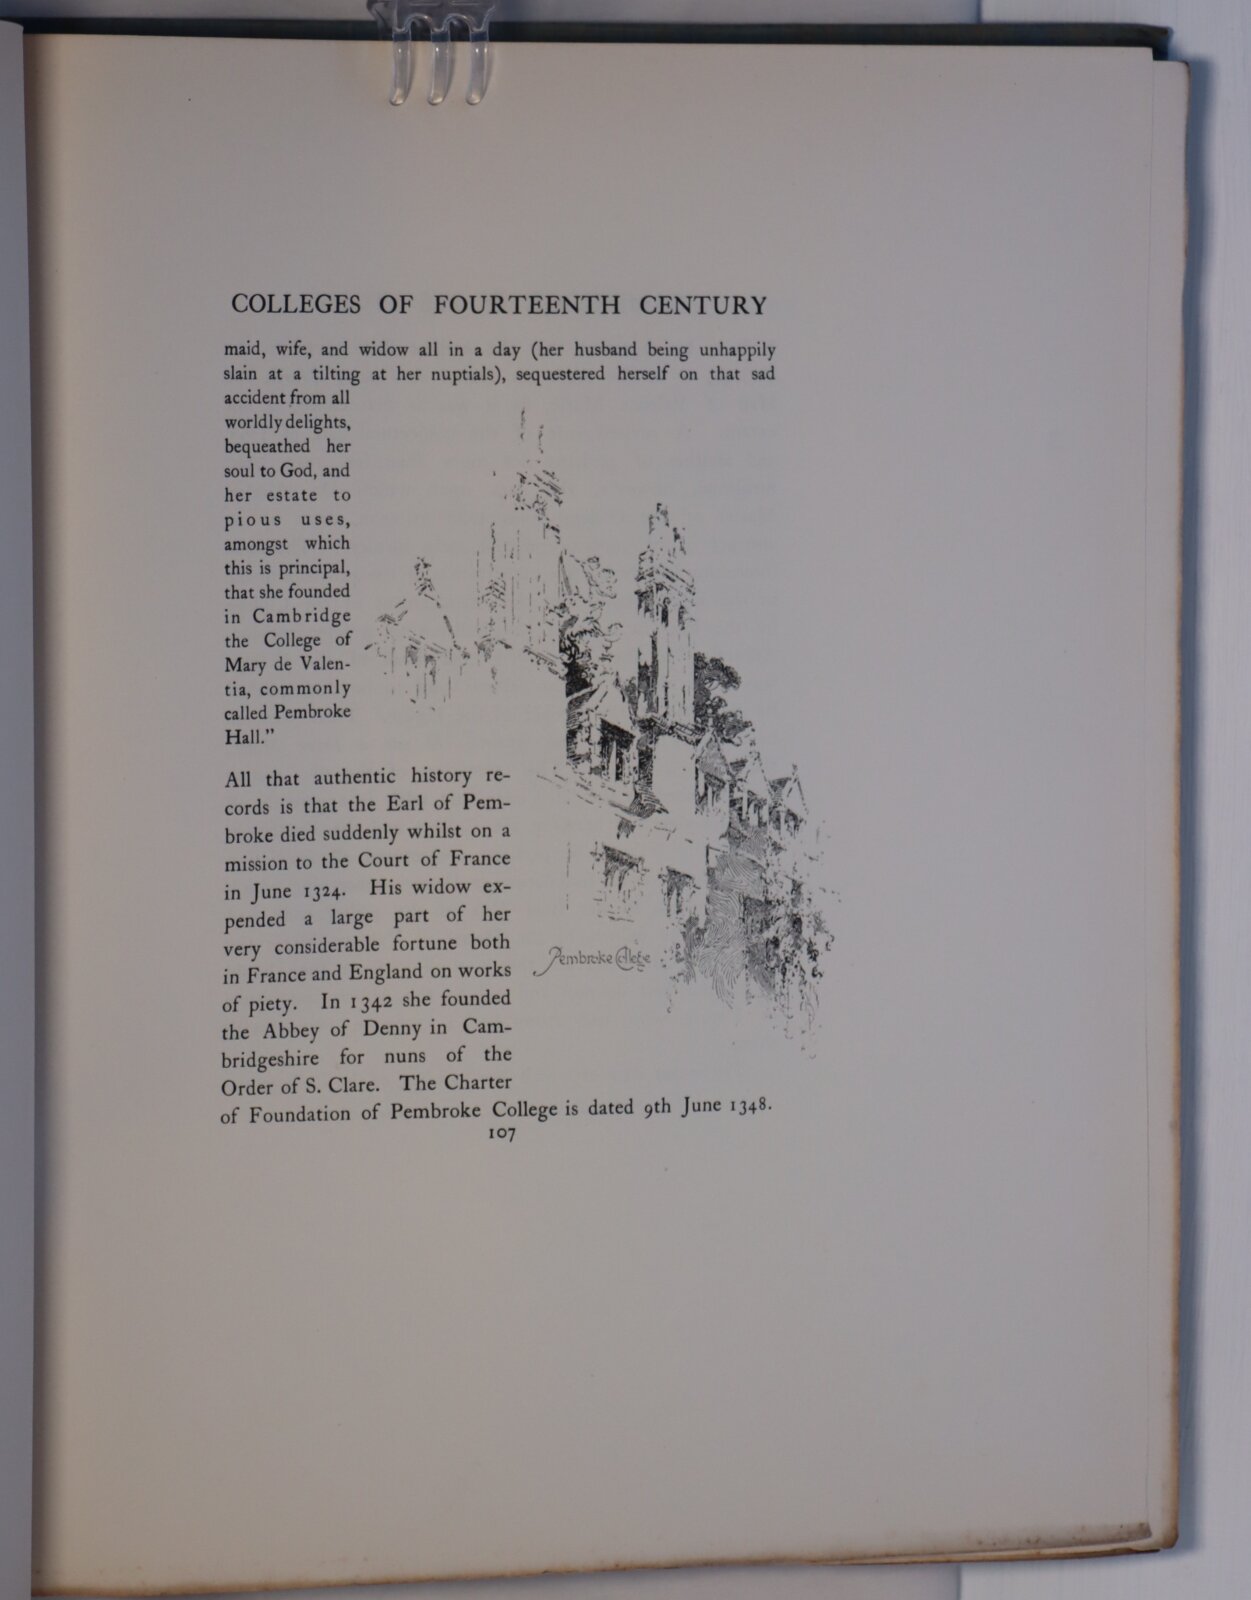 COLLEGES OF FOURTEENTH CENTURY
maid, wife, and widow all in a day (her husband being unhappily
slain at a tilting at her nuptials), sequestered herself on that sad
accident from all
worldly delights,
bequeathed her
soul to God, and
her estate to
pious uses,
amongst which
this is principal,
that she founded
in Cambridge
the College of
Mary de Valen-
tia, commonly
called Pembroke
Hall."
All that authentic history re-
cords is that the Earl of Pem-
broke died suddenly whilst on a
mission to the Court of France
in June 1324. His widow ex-
pended a large part of her
very considerable fortune both
in France and England on works
of piety. In 1342 she founded
the Abbey of Denny in Cam-
bridgeshire for nuns of the
Order of S. Clare. The Charter
of Foundation of Pembroke College is dated 9th June 1348.
Pembroke College
107